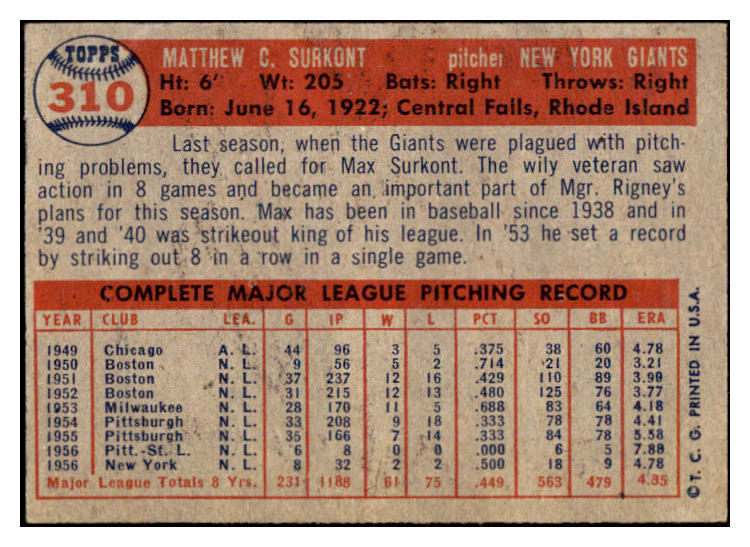 TOPPS
310
MATTHEW C. SURKONT pitcher NEW YORK GIANTS
Ht: 6" Wt: 205 Bats: Right Throws: Right
Born: June 16, 1922; Central Falls, Rhode Island
Last season, when the Giants were plagued with pitch-
ing problems, they called for Max Surkont. The wily veteran saw
action in 8 games and became an important part of Mgr. Rigney's
plans for this season. Max has been in baseball since 1938 and in
'39 and '40 was strikeout king of his league. In '53 he set a record
by striking out 8 in a row in a single game.
COMPLETE MAJOR LEAGUE PITCHING RECORD
YEAR CLUB LEA. G IP W L PCT SO BB ERA
1949 Chicago A. L. 44 96 3 5 .375 38 60 4.78
1950 Boston N. L. 9 56 5 2 .714 21 20 3.21
1951 Boston N. L. 37 237 12 16 .429 110 89 3.99
1952 Boston N. L. 31 215 12 13 .480 125 76 3.77
1953 Milwaukee N. L. 28 170 11 5 .688 83 64 4.18
1954 Pittsburgh N. L. 33 208 9 18 .333 78 78 4.41
1955 Pittsburgh N. L. 35 166 7 14 .333 84 78 5.58
1956 Pitt.-St. L. N. L. 6 8 0 0 .000 6 5 7.88
1956 New York N. L. 8 32 2 2 .500 18 9 4.78
Major League Totals 8 Yrs. 231 1188 61 75 .449 563 479 4.35
© T. C. G. PRINTED IN U.S.A.